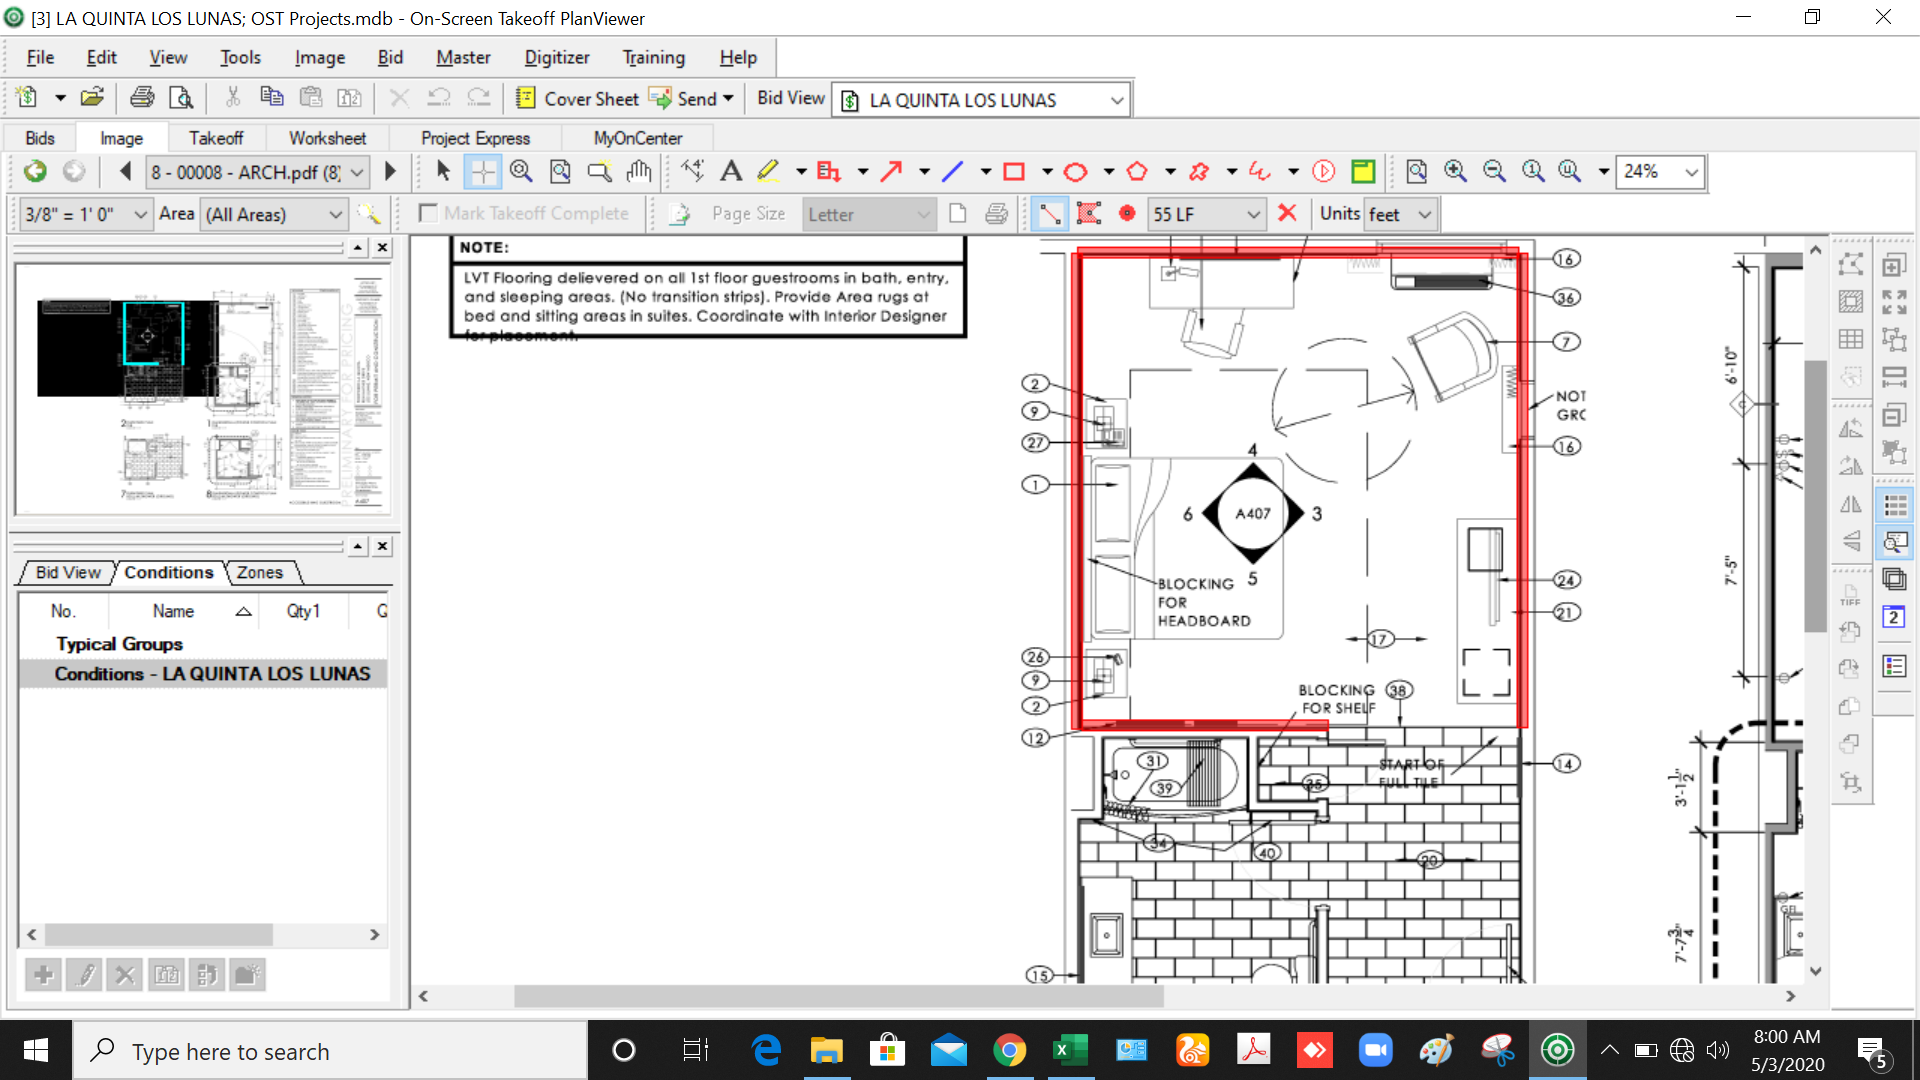 [3] LA QUINTA LOS LUNAS; OST Projects.mdb - On-Screen Takeoff PlanViewer
File Edit View Tools Image Bid Master Digitizer Training Help
Cover Sheet Send Bid View LA QUINTA LOS LUNAS
Bids Image Takeoff Worksheet Project Express MyOnCenter
8 - 00008 - ARCH.pdf (8) 24%
3/8" = 1' 0" Area (All Areas) Mark Takeoff Complete Page Size Letter 55 LF Units feet
Bid View Conditions Zones
No. Name Qty1 Q
Typical Groups
Conditions - LA QUINTA LOS LUNAS
NOTE:
LVT Flooring delievered on all 1st floor guestrooms in bath, entry,
and sleeping areas. (No transition strips). Provide Area rugs at
bed and sitting areas in suites. Coordinate with Interior Designer
for placement.
16
36
7
2
9
27
NOT
GRO
16
1
4
6 A407 3
5
BLOCKING
FOR
HEADBOARD
24
21
17
26
9
2
BLOCKING
FOR SHELF
38
12
31
39
35
START OF
FULL TILE
14
34
40
20
15
6'-10"
C
7'-5"
3'-1 1/2"
7'-7 3/4"
TIFF
2
Type here to search
8:00 AM
5/3/2020
5